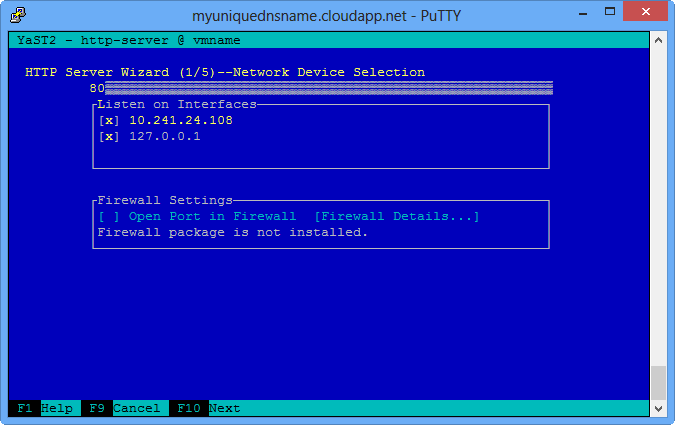 myuniquednsname.cloudapp.net - PuTTY
YaST2 - http-server @ vmname
HTTP Server Wizard (1/5)--Network Device Selection
80
Listen on Interfaces
[x] 10.241.24.108
[x] 127.0.0.1
Firewall Settings
[ ] Open Port in Firewall [Firewall Details...]
Firewall package is not installed.
F1 Help F9 Cancel F10 Next